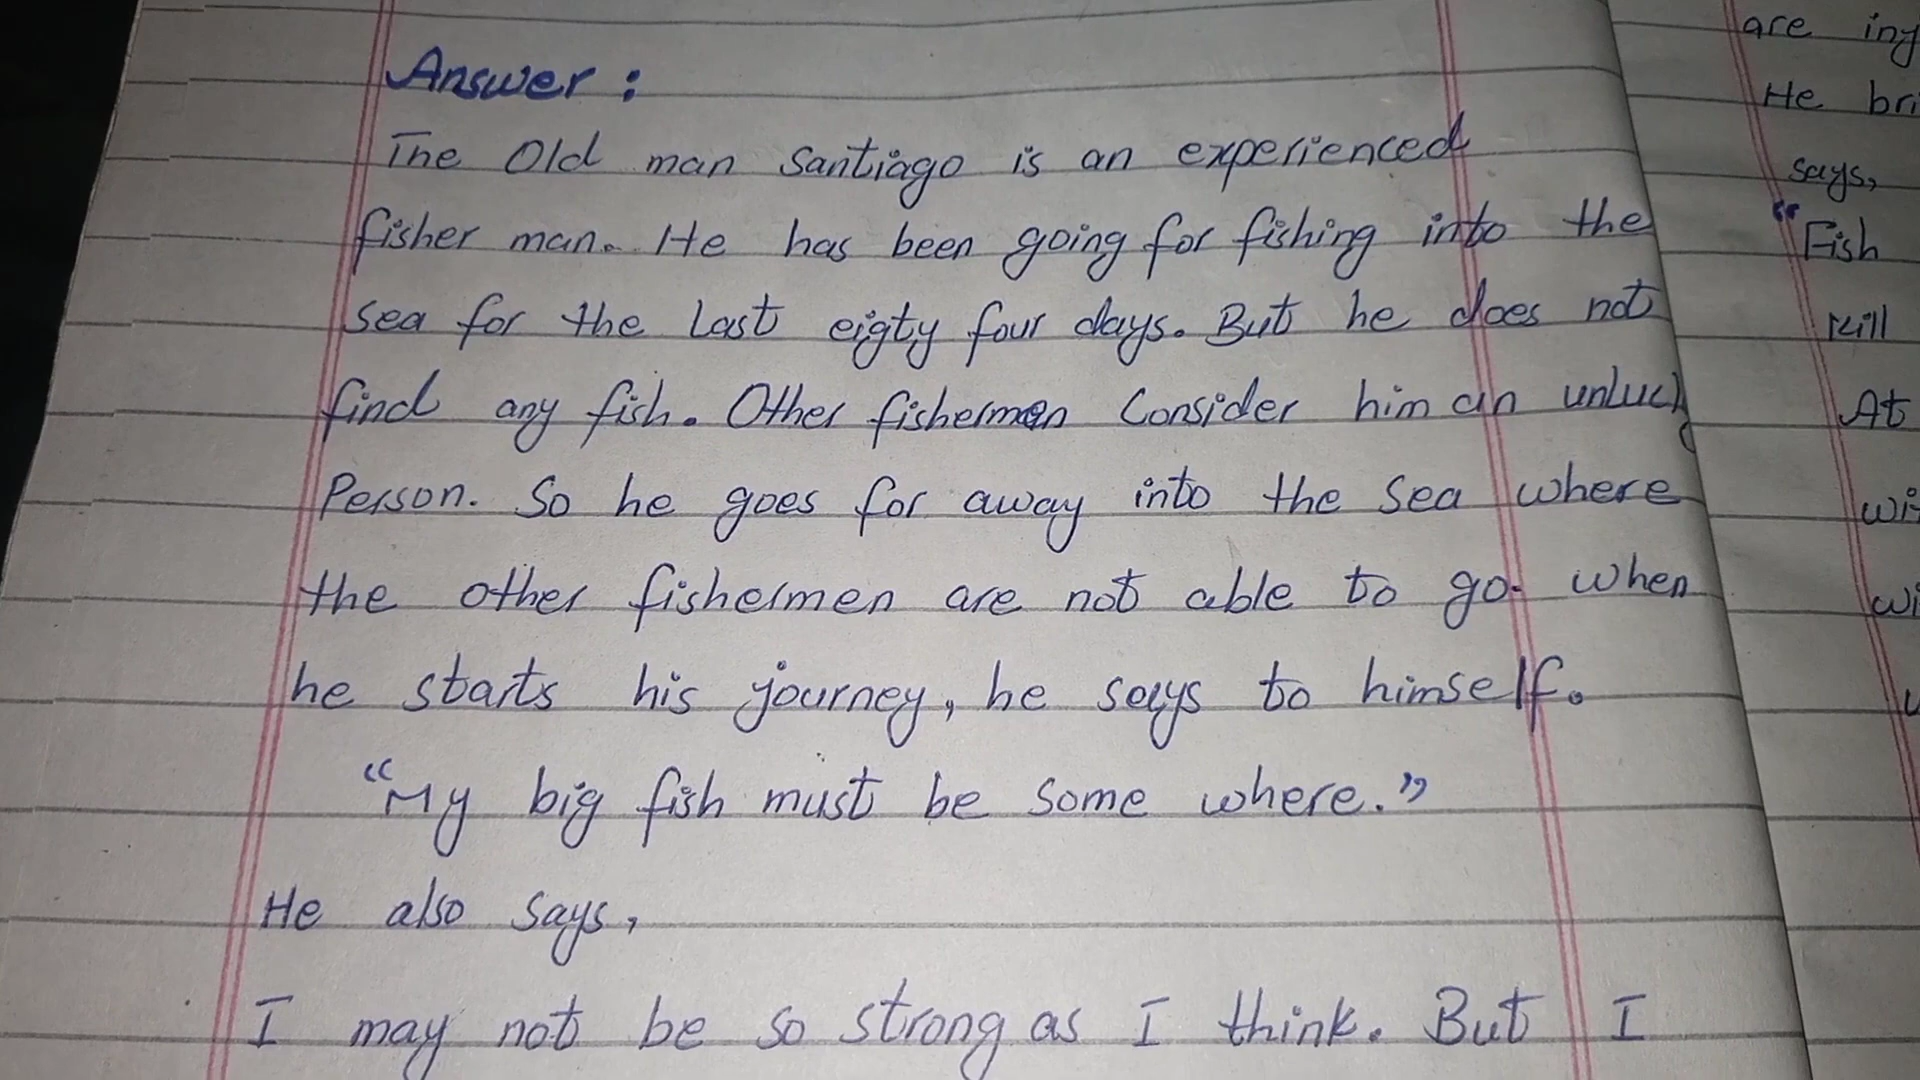 Answer :
The Old man Santiago is an experienced
fisher man. He has been going for fishing into the
sea for the last eigty four days. But he does not
find any fish. Other fishermen Consider him an unlucky
Person. So he goes for away into the Sea where
the other fishermen are not able to go. when
he starts his journey, he says to himself.
“My big fish must be some where.”
He also says,
I may not be so strong as I think. But I
are
He
says,
“Fish
Kill
At